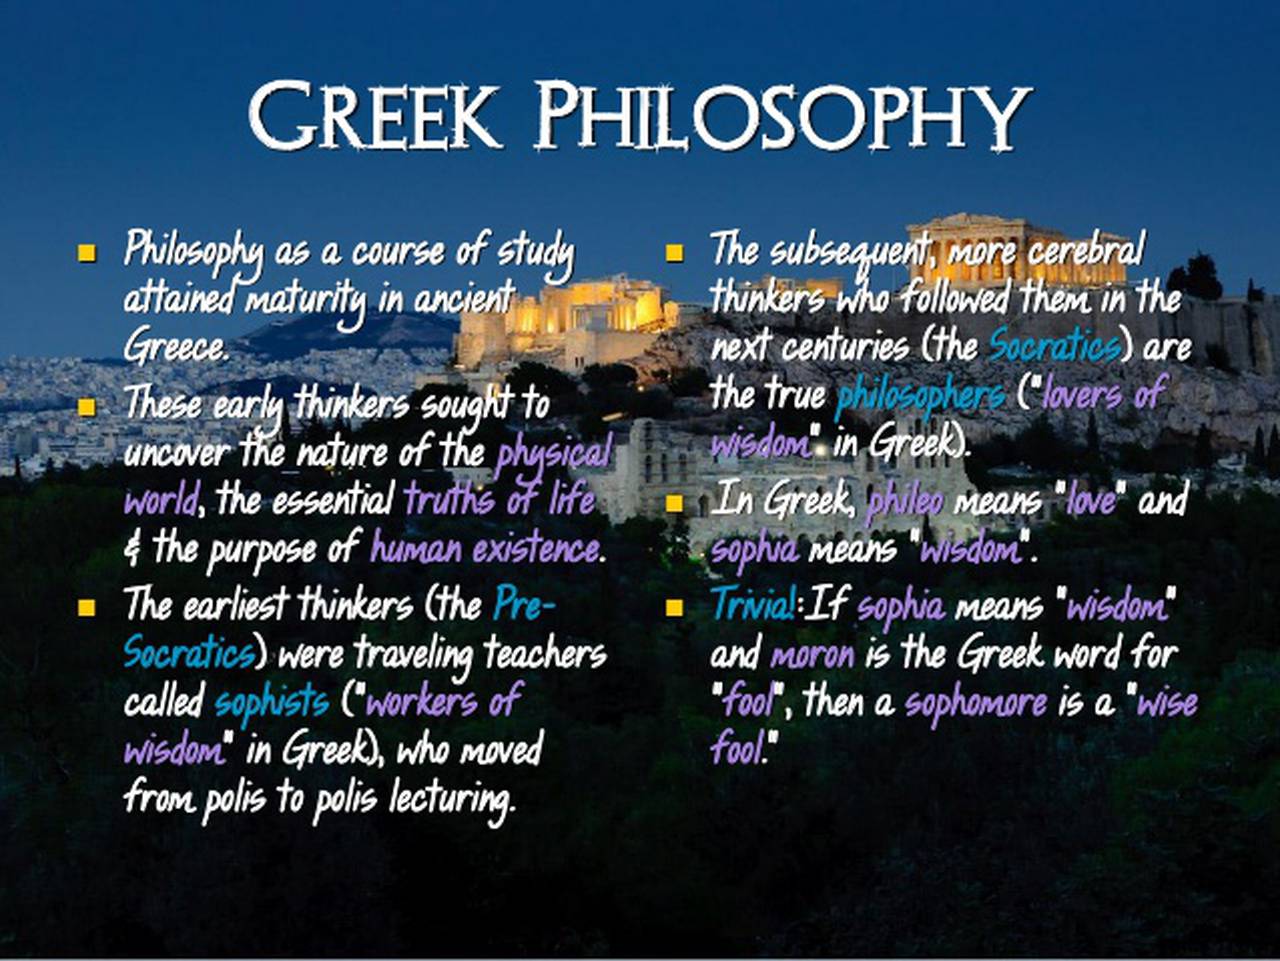 GREEK PHILOSOPHY
Philosophy as a course of study
attained maturity in ancient
Greece.
These early thinkers sought to
uncover the nature of the physical
world, the essential truths of life
& the purpose of human existence.
The earliest thinkers (the Pre-
Socratics) were traveling teachers
called sophists ("workers of
wisdom" in Greek), who moved
from polis to polis lecturing.
The subsequent, more cerebral
thinkers who followed them in the
next centuries (the Socratics) are
the true philosophers ("lovers of
wisdom" in Greek).
In Greek, phileo means "love" and
sophia means "wisdom".
Trivia!:If sophia means "wisdom"
and moron is the Greek word for
"fool", then a sophomore is a "wise
fool."